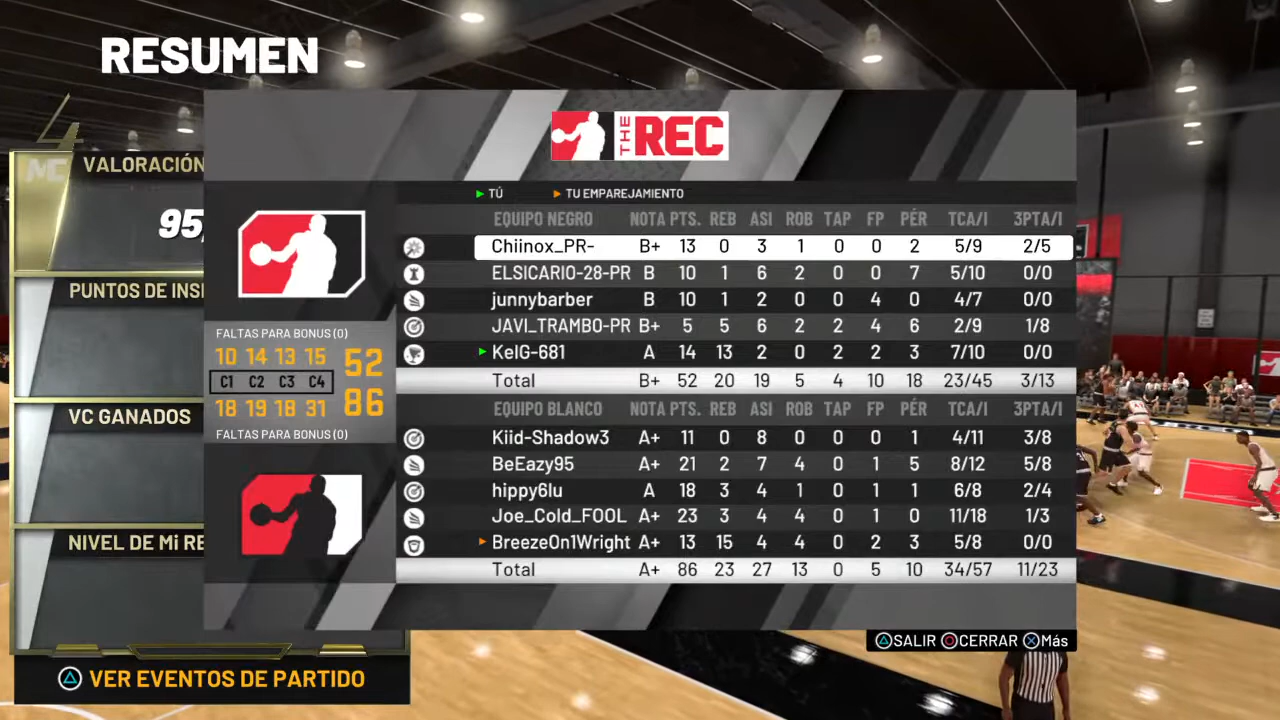 RESUMEN
THE REC
VALORACIÓN
95,
PUNTOS DE INS
VC GANADOS
NIVEL DE Mi RE
VER EVENTOS DE PARTIDO
TÚ TU EMPAREJAMIENTO
EQUIPO NEGRO NOTA PTS. REB ASI ROB TAP FP PÉR TCA/I 3PTA/I
Chiinox_PR- B+ 13 0 3 1 0 0 2 5/9 2/5
ELSICARIO-28-PR B 10 1 6 2 0 0 7 5/10 0/0
junnybarber B 10 1 2 0 0 4 0 4/7 0/0
JAVI_TRAMBO-PR B+ 5 5 6 2 2 4 6 2/9 1/8
KelG-681 A 14 13 2 0 2 2 3 7/10 0/0
Total B+ 52 20 19 5 4 10 18 23/45 3/13
EQUIPO BLANCO NOTA PTS. REB ASI ROB TAP FP PÉR TCA/I 3PTA/I
Kiid-Shadow3 A+ 11 0 8 0 0 0 1 4/11 3/8
BeEazy95 A+ 21 2 7 4 0 1 5 8/12 5/8
hippy6lu A 18 3 4 1 0 1 1 6/8 2/4
Joe_Cold_FOOL A+ 23 3 4 4 0 1 0 11/18 1/3
BreezeOn1Wright A+ 13 15 4 4 0 2 3 5/8 0/0
Total A+ 86 23 27 13 0 5 10 34/57 11/23
FALTAS PARA BONUS (0)
10 14 13 15 52
C1 C2 C3 C4
18 19 18 31 86
FALTAS PARA BONUS (0)
SALIR CERRAR Más